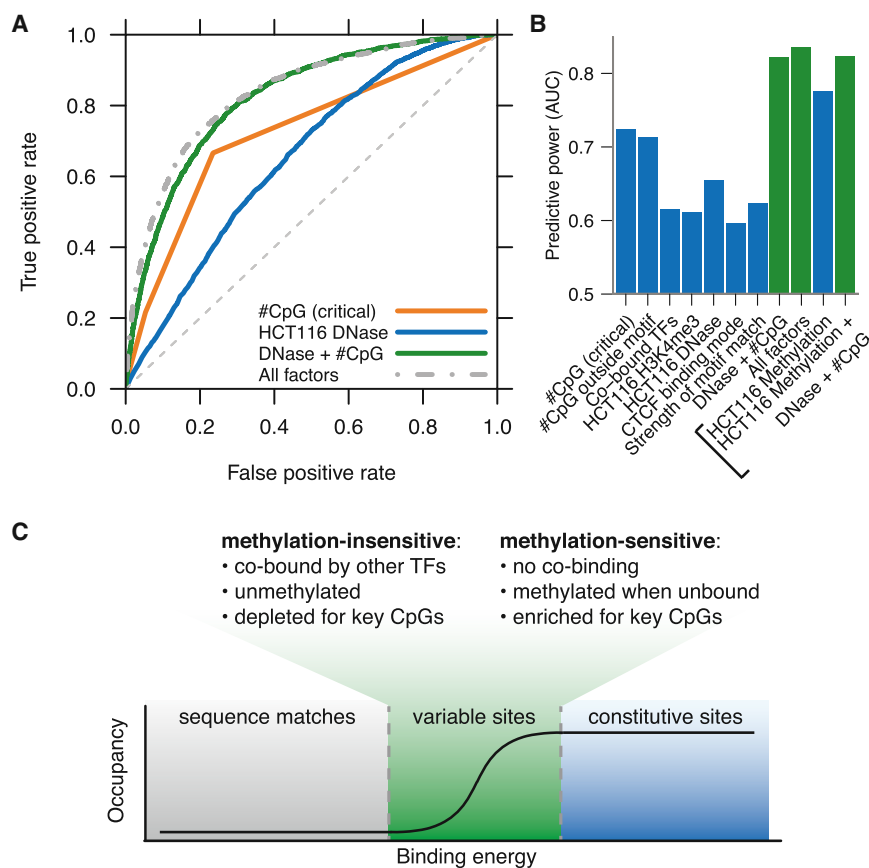 A
1.0
0.8
0.6
0.4
0.2
0.0
True positive rate
#CpG (critical)
HCT116 DNase
DNase + #CpG
All factors
0.0 0.2 0.4 0.6 0.8 1.0
False positive rate
B
0.8
0.7
0.6
0.5
Predictive power (AUC)
#CpG (critical)
#CpG outside motif
Co-bound TFs
HCT116 H3K4me3
HCT116 DNase
CTCF binding mode
Strength of motif match
DNase + #CpG
All factors
HCT116 Methylation
HCT116 Methylation +
DNase + #CpG
C
methylation-insensitive:
• co-bound by other TFs
• unmethylated
• depleted for key CpGs
methylation-sensitive:
• no co-binding
• methylated when unbound
• enriched for key CpGs
sequence matches
variable sites
constitutive sites
Occupancy
Binding energy